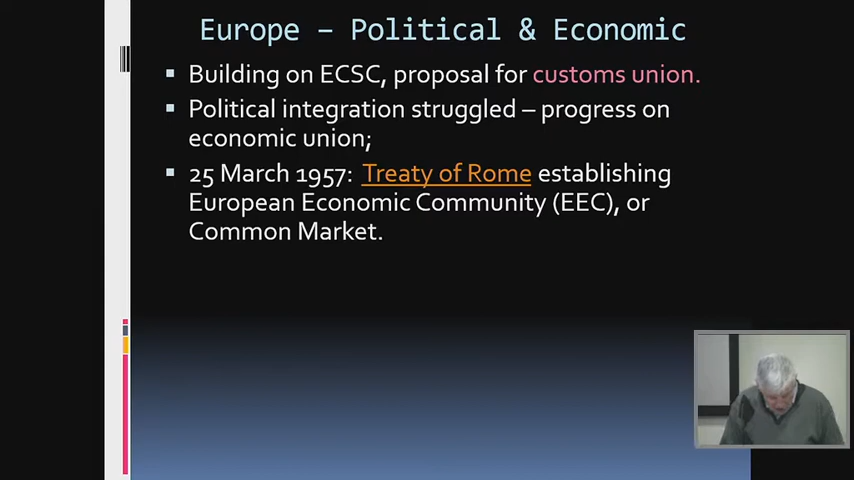 Europe – Political & Economic
▪ Building on ECSC, proposal for customs union.
▪ Political integration struggled – progress on
economic union;
▪ 25 March 1957: Treaty of Rome establishing
European Economic Community (EEC), or
Common Market.